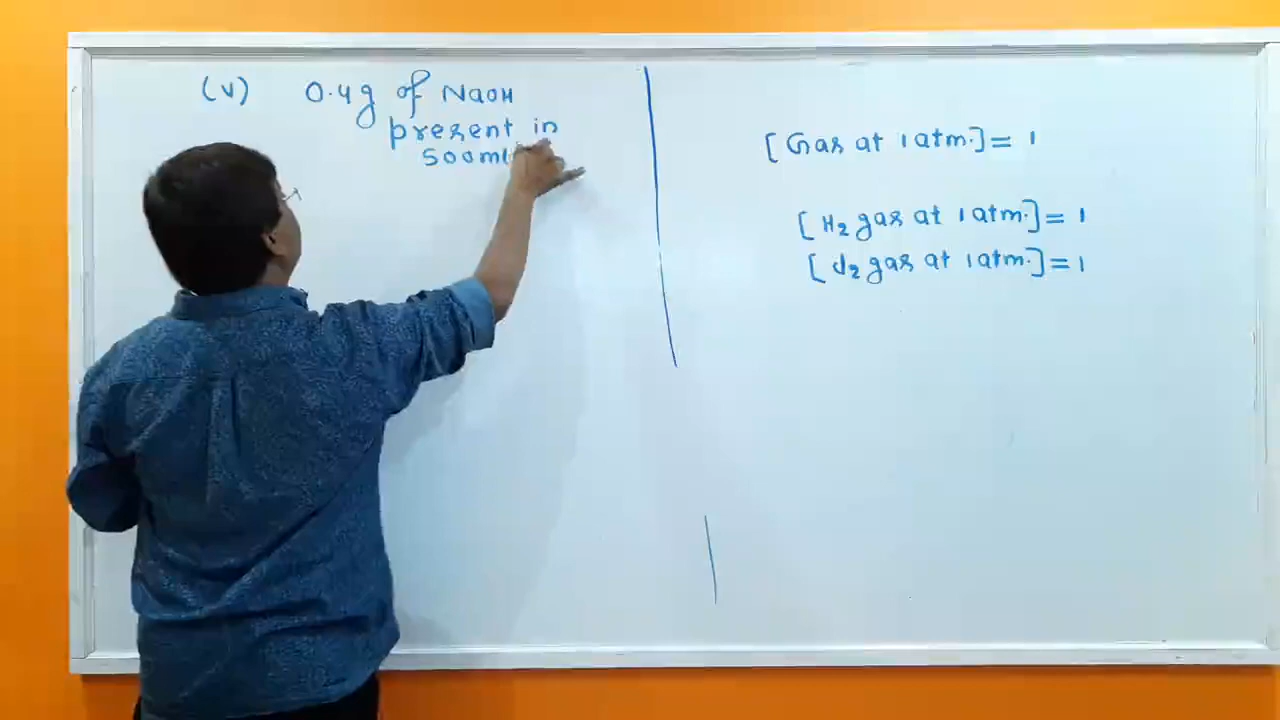 (v) 0.4g of NaOH
present in
500ml
[Gas at 1 atm.] = 1
[H₂ gas at 1 atm.] = 1
[I₂ gas at 1 atm.] = 1